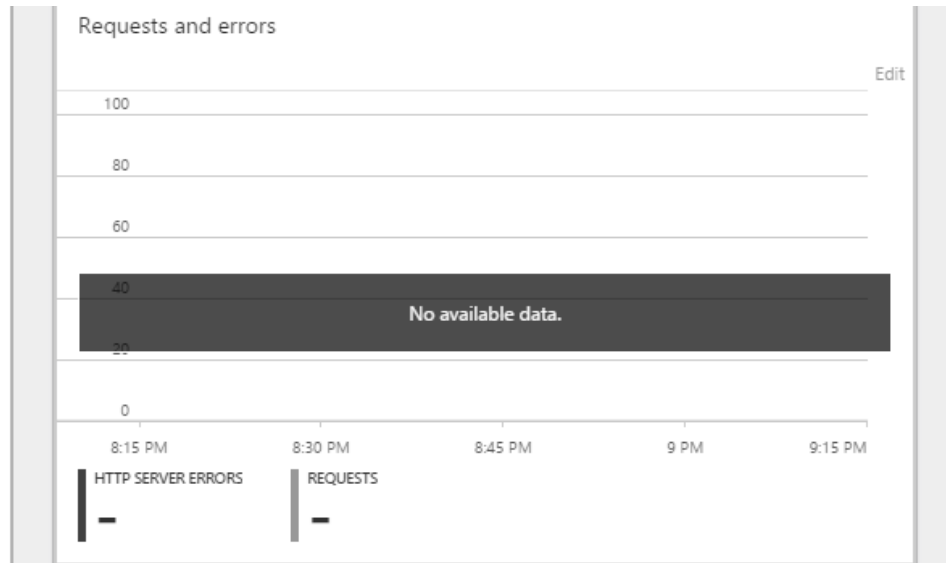 Requests and errors
Edit
100
80
60
40
No available data.
20
0
8:15 PM 8:30 PM 8:45 PM 9 PM 9:15 PM
HTTP SERVER ERRORS REQUESTS
- -